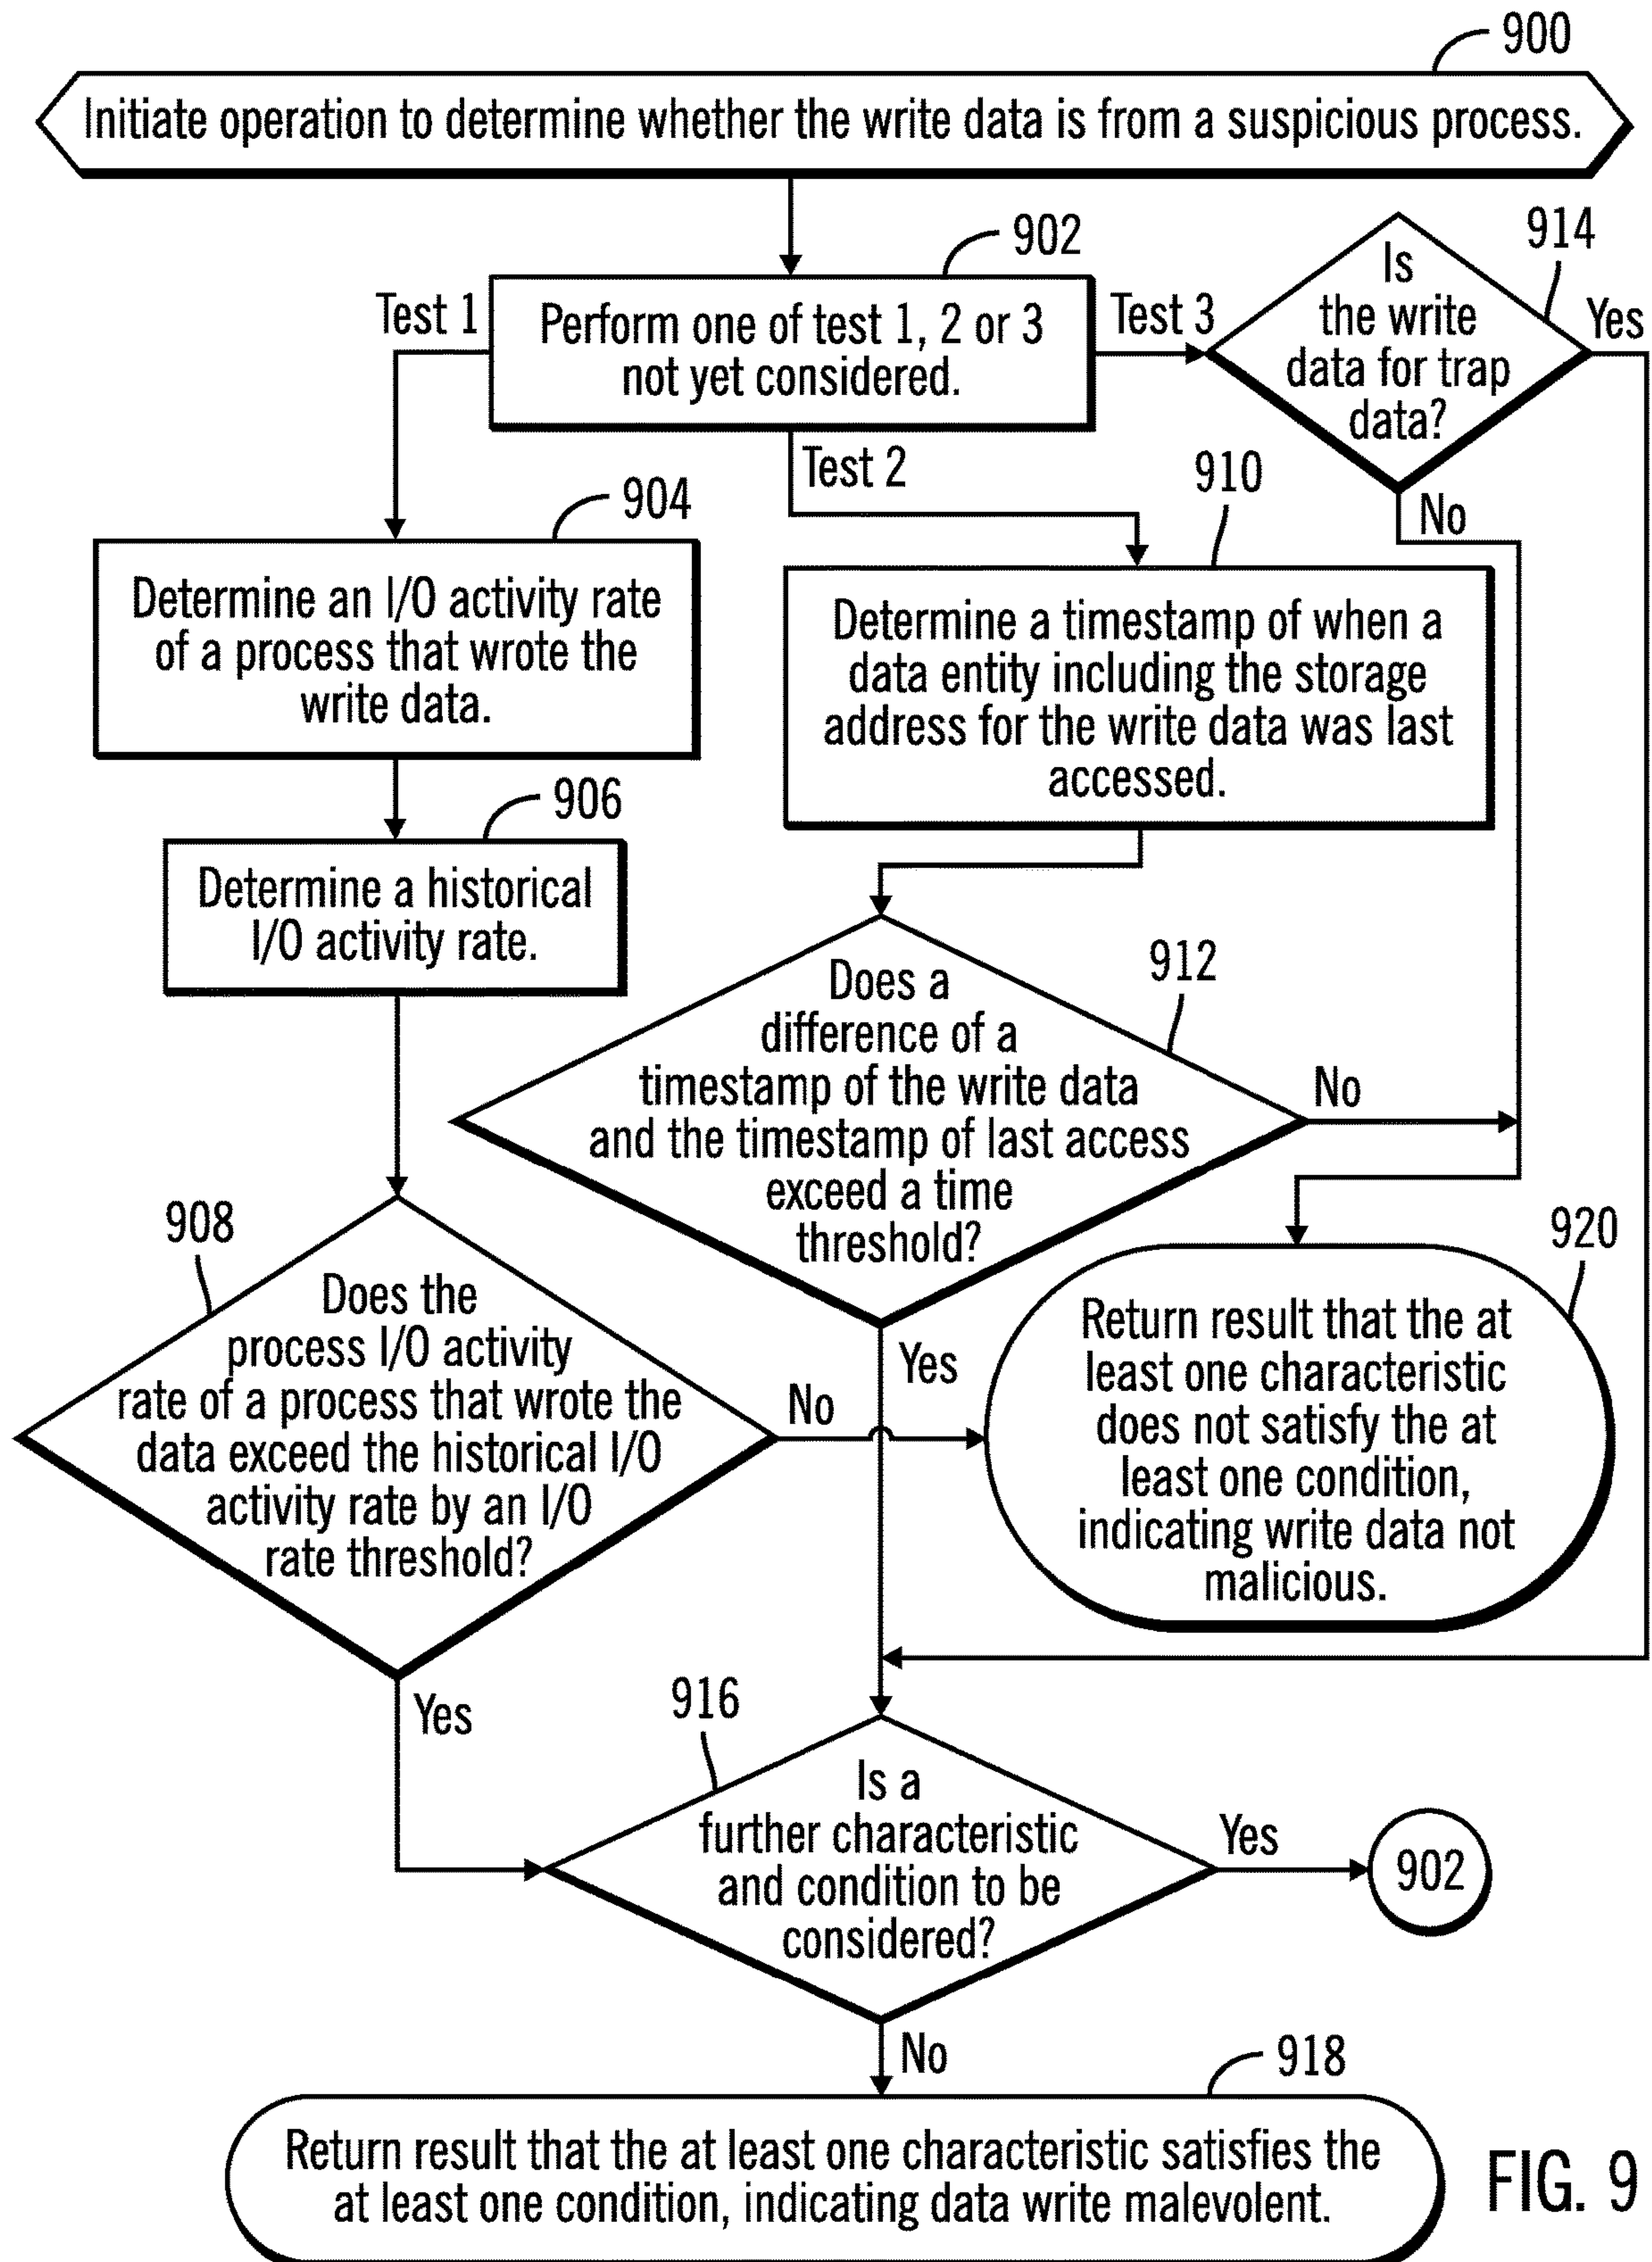 900
Initiate operation to determine whether the write data is from a suspicious process.
902
Perform one of test 1, 2 or 3
not yet considered.
Test 1
Test 2
Test 3
914
Is
the write
data for trap
data?
Yes
No
904
Determine an I/O activity rate
of a process that wrote the
write data.
906
Determine a historical
I/O activity rate.
910
Determine a timestamp of when a
data entity including the storage
address for the write data was last
accessed.
912
Does a
difference of a
timestamp of the write data
and the timestamp of last access
exceed a time
threshold?
No
Yes
908
Does the
process I/O activity
rate of a process that wrote the
data exceed the historical I/O
activity rate by an I/O
rate threshold?
No
Yes
920
Return result that the at
least one characteristic
does not satisfy the at
least one condition,
indicating write data not
malicious.
916
Is a
further characteristic
and condition to be
considered?
Yes
902
No
918
Return result that the at least one characteristic satisfies the
at least one condition, indicating data write malevolent.
FIG. 9